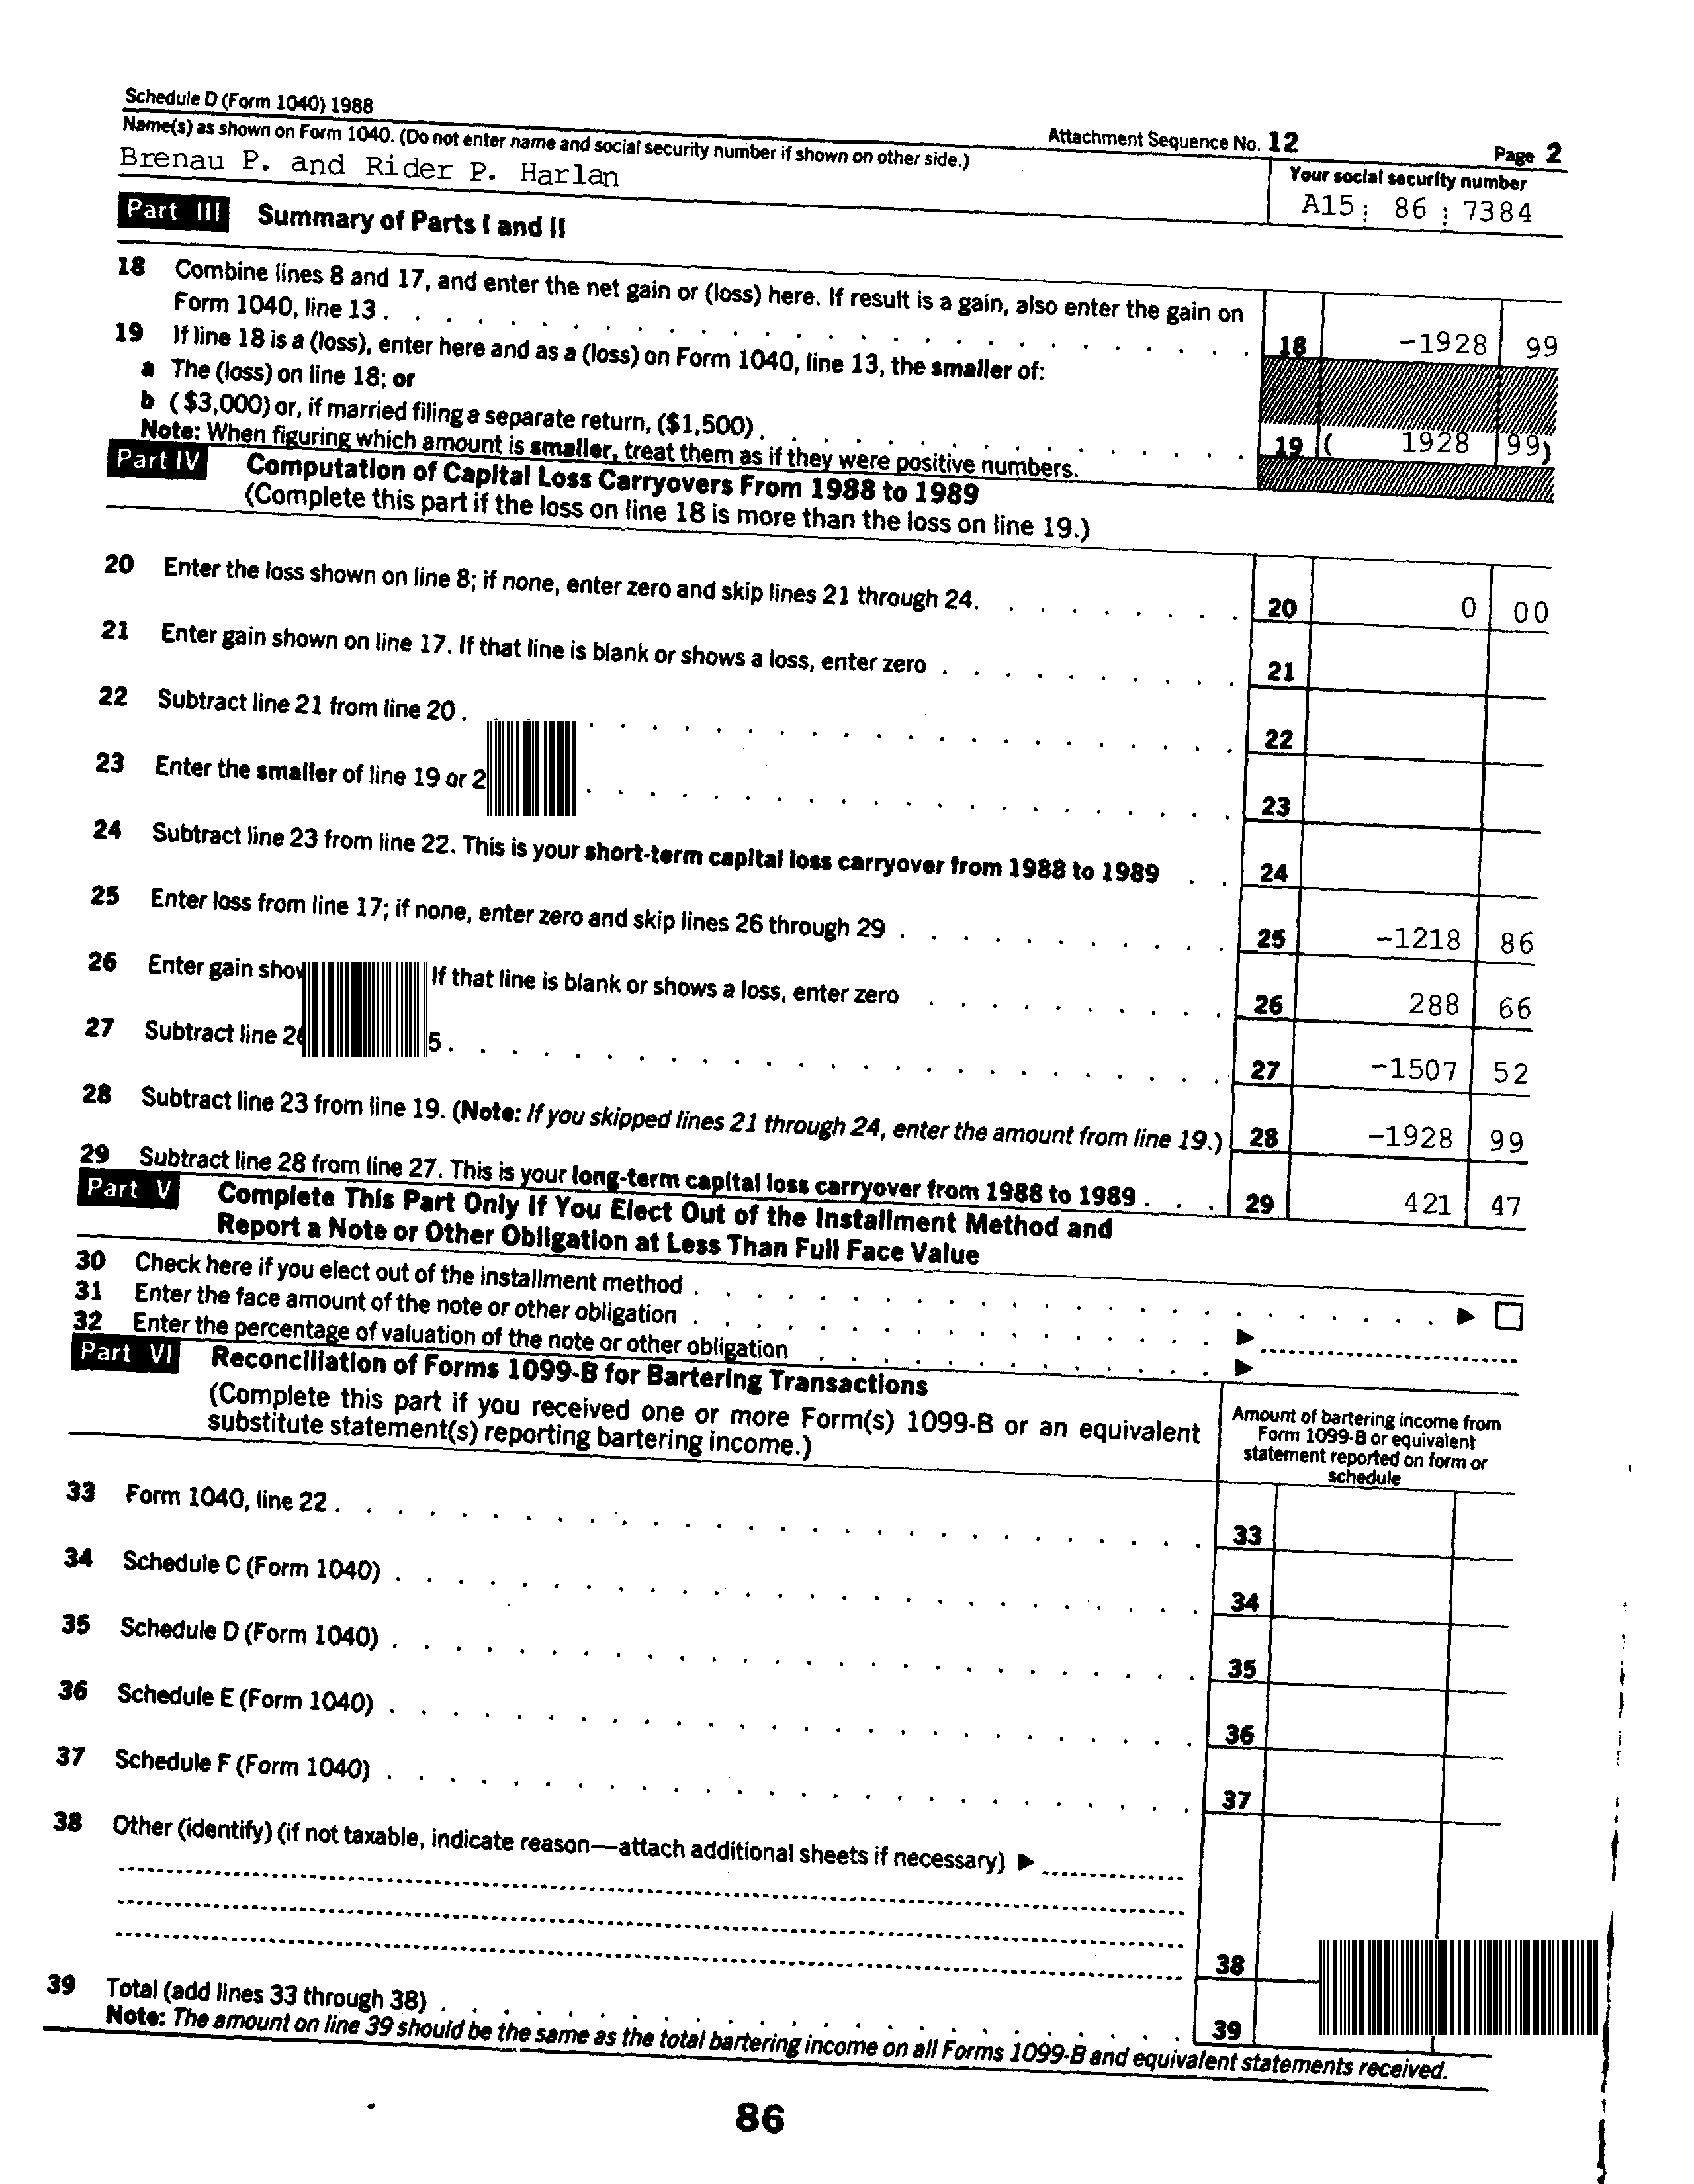 Schedule D (Form 1040) 1988
Attachment Sequence No. 12
Page 2
Name(s) as shown on Form 1040. (Do not enter name and social security number if shown on other side.)
Your social security number
Brenau P. and Rider P. Harlan
A15 86 7384
Part III Summary of Parts I and II
18 Combine lines 8 and 17, and enter the net gain or (loss) here. If result is a gain, also enter the gain on
Form 1040, line 13 . . . 18 -1928 99
19 If line 18 is a (loss), enter here and as a (loss) on Form 1040, line 13, the smaller of:
a The (loss) on line 18; or
b ($3,000) or, if married filing a separate return, ($1,500) . . . 19 ( 1928 99)
Note: When figuring which amount is smaller, treat them as if they were positive numbers.
Part IV Computation of Capital Loss Carryovers From 1988 to 1989
(Complete this part if the loss on line 18 is more than the loss on line 19.)
20 Enter the loss shown on line 8; if none, enter zero and skip lines 21 through 24. . . . 20 0 00
21 Enter gain shown on line 17. If that line is blank or shows a loss, enter zero . . . 21
22 Subtract line 21 from line 20 . . . 22
23 Enter the smaller of line 19 or 2 . . . 23
24 Subtract line 23 from line 22. This is your short-term capital loss carryover from 1988 to 1989 . . 24
25 Enter loss from line 17; if none, enter zero and skip lines 26 through 29 . . . 25 -1218 86
26 Enter gain If that line is blank or shows a loss, enter zero . . . 26 288 66
27 Subtract line 5 . . . 27 -1507 52
28 Subtract line 23 from line 19. (Note: If you skipped lines 21 through 24, enter the amount from line 19.) 28 -1928 99
29 Subtract line 28 from line 27. This is your long-term capital loss carryover from 1988 to 1989 . . . 29 421 47
Part V Complete This Part Only If You Elect Out of the Installment Method and
Report a Note or Other Obligation at Less Than Full Face Value
30 Check here if you elect out of the installment method . . . ▶ ☐
31 Enter the face amount of the note or other obligation . . . ▶
32 Enter the percentage of valuation of the note or other obligation . . . ▶
Part VI Reconciliation of Forms 1099-B for Bartering Transactions
(Complete this part if you received one or more Form(s) 1099-B or an equivalent
substitute statement(s) reporting bartering income.)
Amount of bartering income from
Form 1099-B or equivalent
statement reported on form or
schedule
33 Form 1040, line 22 . . . 33
34 Schedule C (Form 1040) . . . 34
35 Schedule D (Form 1040) . . . 35
36 Schedule E (Form 1040) . . . 36
37 Schedule F (Form 1040) . . . 37
38 Other (identify) (if not taxable, indicate reason—attach additional sheets if necessary) ▶
38
39 Total (add lines 33 through 38) . . . 39
Note: The amount on line 39 should be the same as the total bartering income on all Forms 1099-B and equivalent statements received.
86